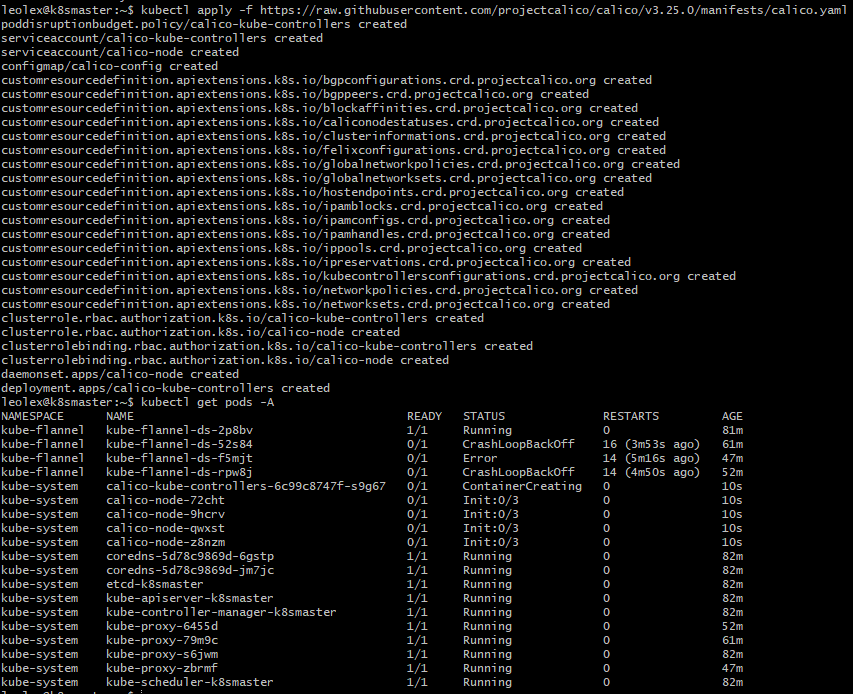 leolex@k8smaster:~$ kubectl apply -f https://raw.githubusercontent.com/projectcalico/calico/v3.25.0/manifests/calico.yaml
poddisruptionbudget.policy/calico-kube-controllers created
serviceaccount/calico-kube-controllers created
serviceaccount/calico-node created
configmap/calico-config created
customresourcedefinition.apiextensions.k8s.io/bgpconfigurations.crd.projectcalico.org created
customresourcedefinition.apiextensions.k8s.io/bgppeers.crd.projectcalico.org created
customresourcedefinition.apiextensions.k8s.io/blockaffinities.crd.projectcalico.org created
customresourcedefinition.apiextensions.k8s.io/caliconodestatuses.crd.projectcalico.org created
customresourcedefinition.apiextensions.k8s.io/clusterinformations.crd.projectcalico.org created
customresourcedefinition.apiextensions.k8s.io/felixconfigurations.crd.projectcalico.org created
customresourcedefinition.apiextensions.k8s.io/globalnetworkpolicies.crd.projectcalico.org created
customresourcedefinition.apiextensions.k8s.io/globalnetworksets.crd.projectcalico.org created
customresourcedefinition.apiextensions.k8s.io/hostendpoints.crd.projectcalico.org created
customresourcedefinition.apiextensions.k8s.io/ipamblocks.crd.projectcalico.org created
customresourcedefinition.apiextensions.k8s.io/ipamconfigs.crd.projectcalico.org created
customresourcedefinition.apiextensions.k8s.io/ipamhandles.crd.projectcalico.org created
customresourcedefinition.apiextensions.k8s.io/ippools.crd.projectcalico.org created
customresourcedefinition.apiextensions.k8s.io/ipreservations.crd.projectcalico.org created
customresourcedefinition.apiextensions.k8s.io/kubecontrollersconfigurations.crd.projectcalico.org created
customresourcedefinition.apiextensions.k8s.io/networkpolicies.crd.projectcalico.org created
customresourcedefinition.apiextensions.k8s.io/networksets.crd.projectcalico.org created
clusterrole.rbac.authorization.k8s.io/calico-kube-controllers created
clusterrole.rbac.authorization.k8s.io/calico-node created
clusterrolebinding.rbac.authorization.k8s.io/calico-kube-controllers created
clusterrolebinding.rbac.authorization.k8s.io/calico-node created
daemonset.apps/calico-node created
deployment.apps/calico-kube-controllers created
leolex@k8smaster:~$ kubectl get pods -A
NAMESPACE NAME READY STATUS RESTARTS AGE
kube-flannel kube-flannel-ds-2p8bv 1/1 Running 0 81m
kube-flannel kube-flannel-ds-52s84 0/1 CrashLoopBackOff 16 (3m53s ago) 61m
kube-flannel kube-flannel-ds-f5mjt 0/1 Error 14 (5m16s ago) 47m
kube-flannel kube-flannel-ds-rpw8j 0/1 CrashLoopBackOff 14 (4m50s ago) 52m
kube-system calico-kube-controllers-6c99c8747f-s9g67 0/1 ContainerCreating 0 10s
kube-system calico-node-72cht 0/1 Init:0/3 0 10s
kube-system calico-node-9hcrv 0/1 Init:0/3 0 10s
kube-system calico-node-qwxst 0/1 Init:0/3 0 10s
kube-system calico-node-z8nzm 0/1 Init:0/3 0 10s
kube-system coredns-5d78c9869d-6gstp 1/1 Running 0 82m
kube-system coredns-5d78c9869d-jm7jc 1/1 Running 0 82m
kube-system etcd-k8smaster 1/1 Running 0 82m
kube-system kube-apiserver-k8smaster 1/1 Running 0 82m
kube-system kube-controller-manager-k8smaster 1/1 Running 0 82m
kube-system kube-proxy-6455d 1/1 Running 0 52m
kube-system kube-proxy-79m9c 1/1 Running 0 61m
kube-system kube-proxy-s6jwm 1/1 Running 0 82m
kube-system kube-proxy-zbrmf 1/1 Running 0 47m
kube-system kube-scheduler-k8smaster 1/1 Running 0 82m